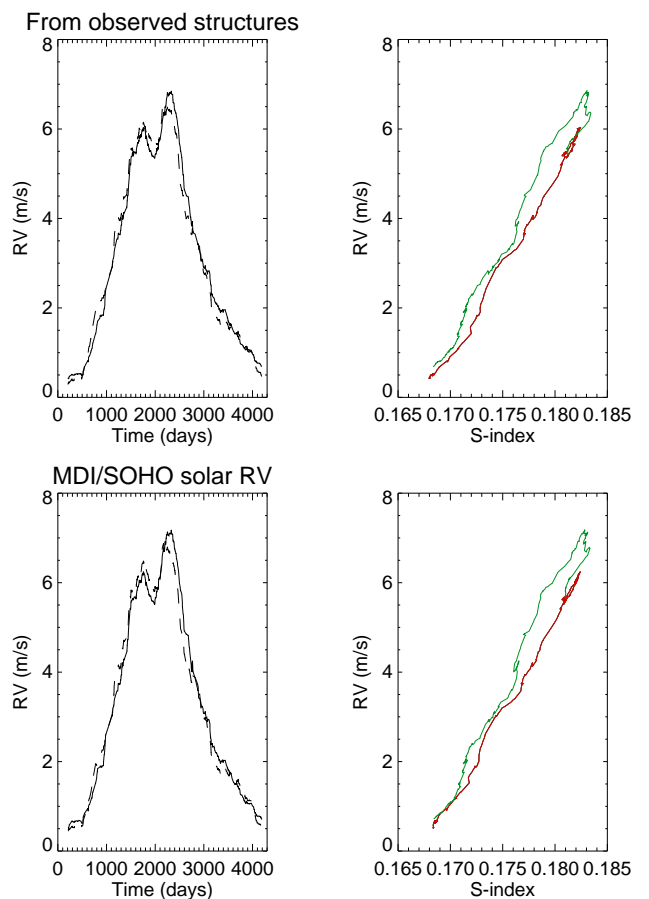 From observed structures
8
6
4
2
0
RV (m/s)
0 1000 2000 3000 4000
Time (days)
8
6
4
2
0
RV (m/s)
0.165 0.170 0.175 0.180 0.185
S-index
MDI/SOHO solar RV
8
6
4
2
0
RV (m/s)
0 1000 2000 3000 4000
Time (days)
8
6
4
2
0
RV (m/s)
0.165 0.170 0.175 0.180 0.185
S-index